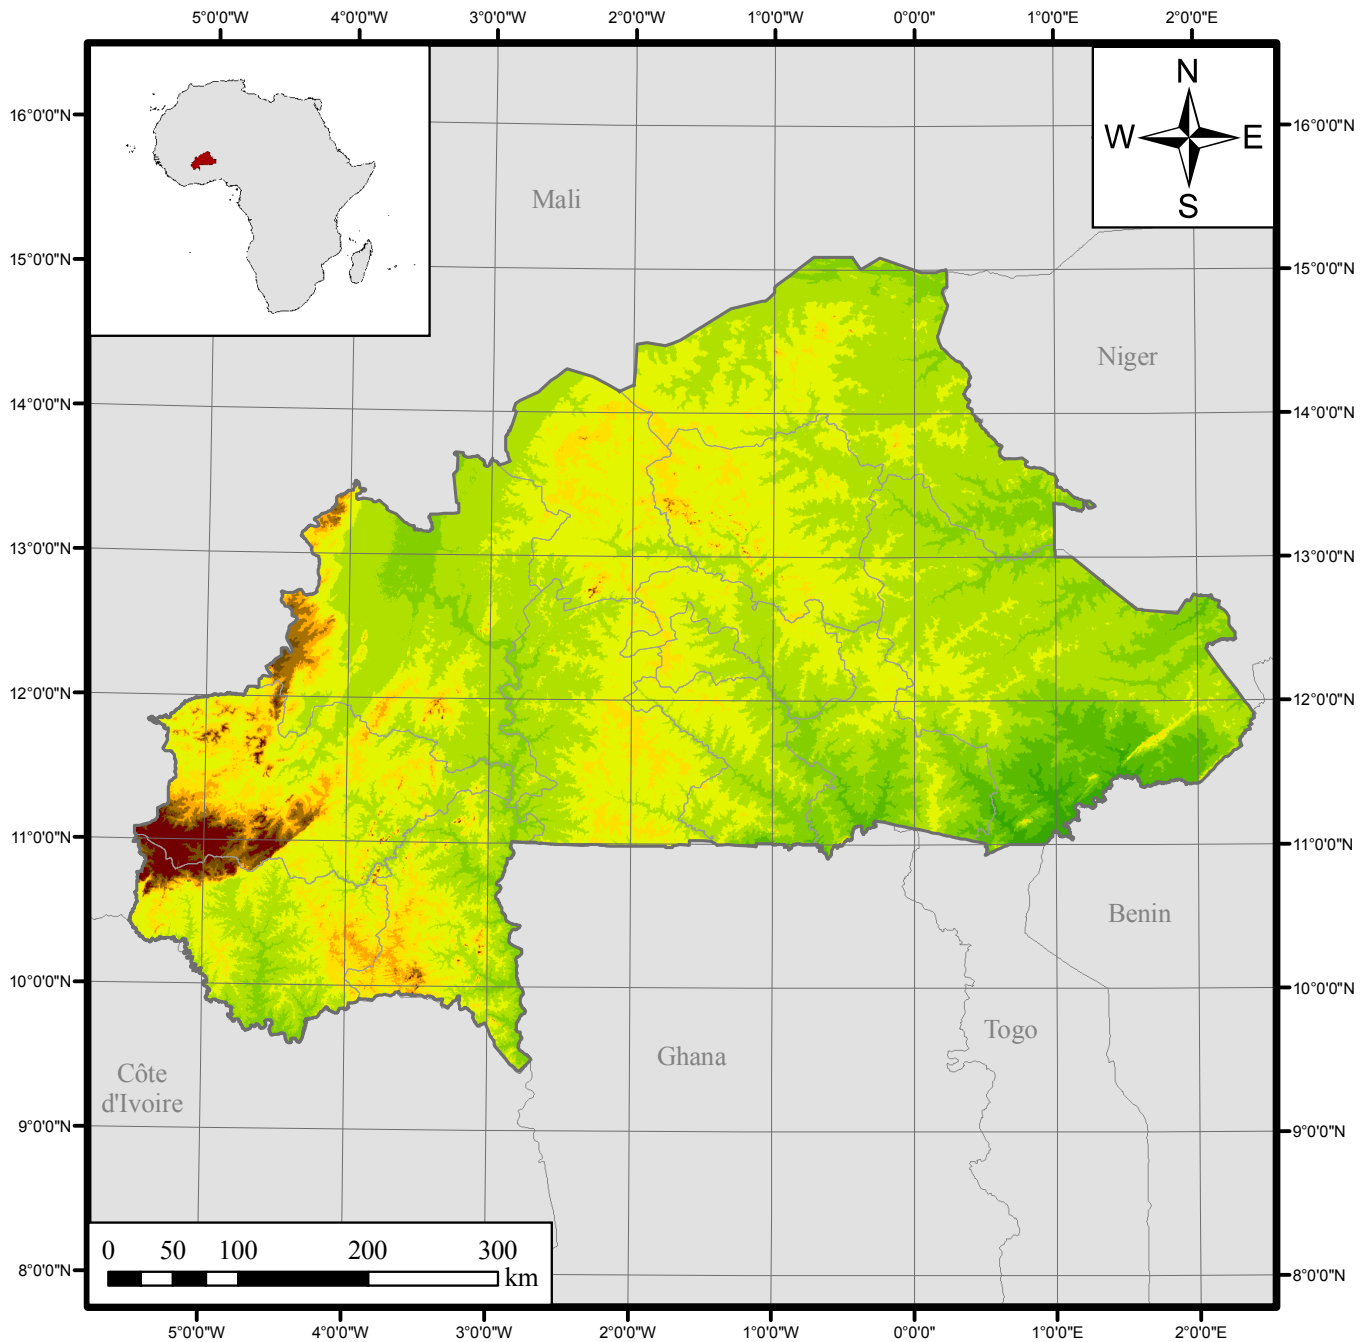 5°0'0"W 4°0'0"W 3°0'0"W 2°0'0"W 1°0'0"W 0°0'0" 1°0'0"E 2°0'0"E
N
W E
S
16°0'0"N 16°0'0"N
Mali
15°0'0"N 15°0'0"N
Niger
14°0'0"N 14°0'0"N
13°0'0"N 13°0'0"N
12°0'0"N 12°0'0"N
11°0'0"N 11°0'0"N
Benin
10°0'0"N 10°0'0"N
Togo
Ghana
Côte
d'Ivoire
9°0'0"N 9°0'0"N
0 50 100 200 300
km
8°0'0"N 8°0'0"N
5°0'0"W 4°0'0"W 3°0'0"W 2°0'0"W 1°0'0"W 0°0'0" 1°0'0"E 2°0'0"E